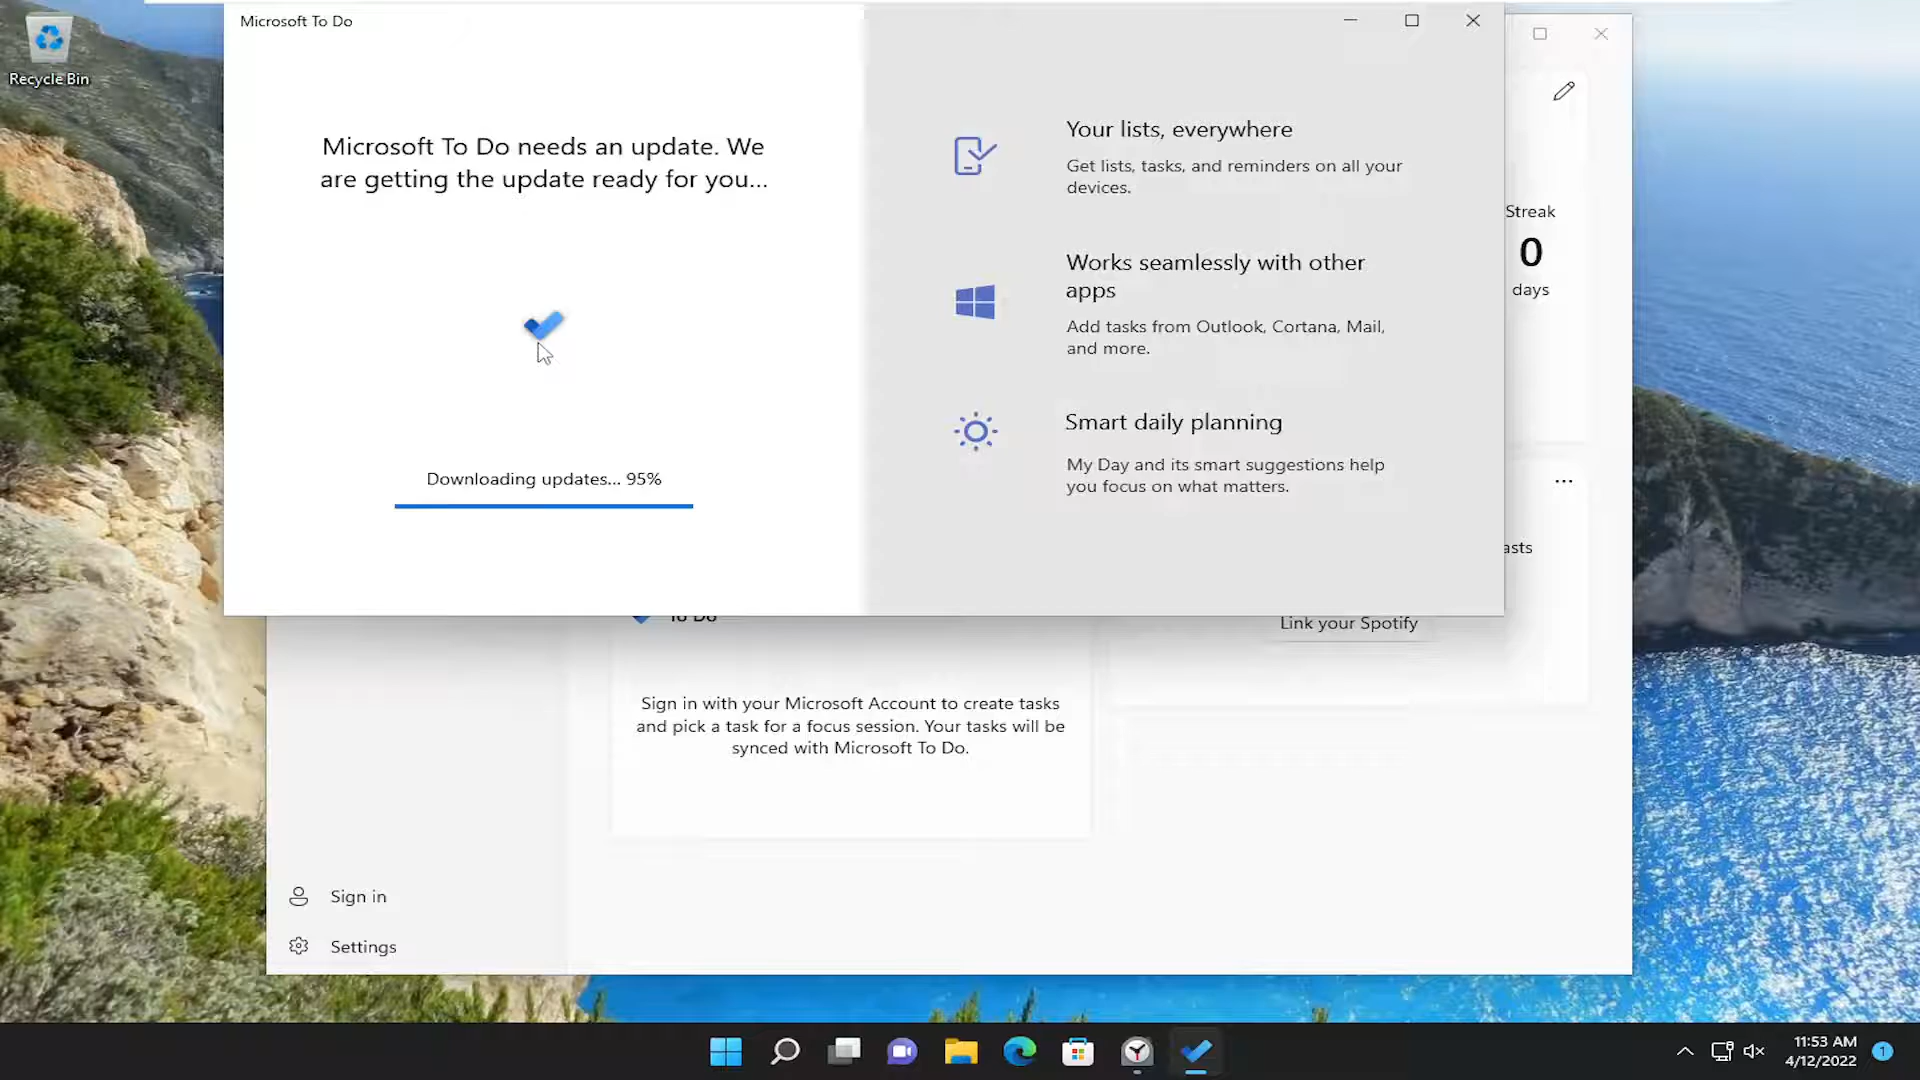 Microsoft To Do
Recycle Bin
Microsoft To Do needs an update. We
are getting the update ready for you...
Downloading updates... 95%
Your lists, everywhere
Get lists, tasks, and reminders on all your
devices.
Works seamlessly with other
apps
Add tasks from Outlook, Cortana, Mail,
and more.
Smart daily planning
My Day and its smart suggestions help
you focus on what matters.
Streak
0
days
asts
Link your Spotify
To Do
Sign in with your Microsoft Account to create tasks
and pick a task for a focus session. Your tasks will be
synced with Microsoft To Do.
Sign in
Settings
11:53 AM
4/12/2022
1